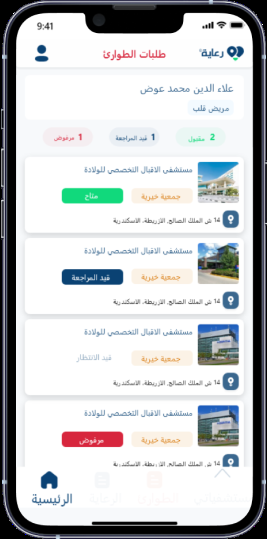 9:41
رعاية+
طلبات الطوارئ
علاء الدين محمد عوض
مريض قلب
2 مقبول
1 قيد المراجعة
1 مرفوض
مستشفى الاقبال التخصصي للولادة
جمعية خيرية
متاح
14 ش الملك الصالح، الازريطة، الاسكندرية
مستشفى الاقبال التخصصي للولادة
جمعية خيرية
قيد المراجعة
14 ش الملك الصالح، الازريطة، الاسكندرية
مستشفى الاقبال التخصصي للولادة
جمعية خيرية
قيد الانتظار
14 ش الملك الصالح، الازريطة، الاسكندرية
مستشفى الاقبال التخصصي للولادة
جمعية خيرية
مرفوض
14 ش الملك الصالح، الازريطة، الاسكندرية
الرئيسية